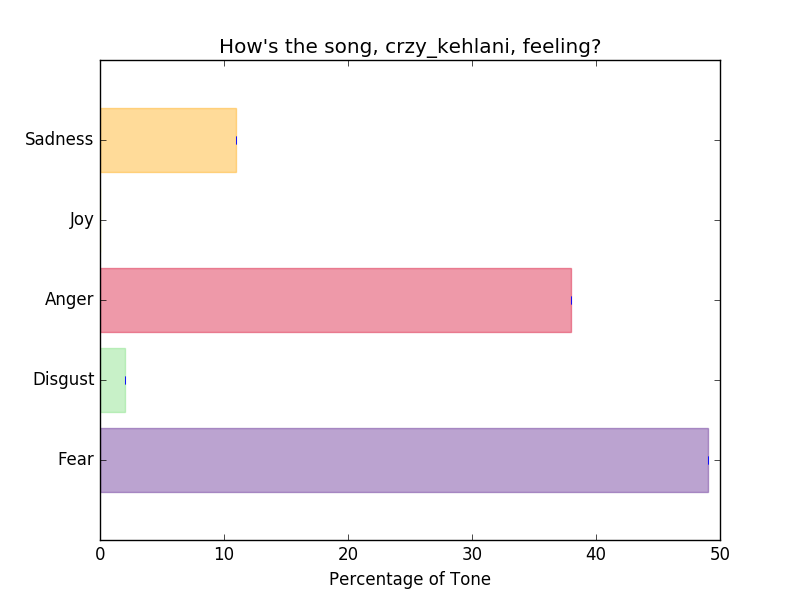 How's the song, crzy_kehlani, feeling?
Sadness
Joy
Anger
Disgust
Fear
0 10 20 30 40 50
Percentage of Tone